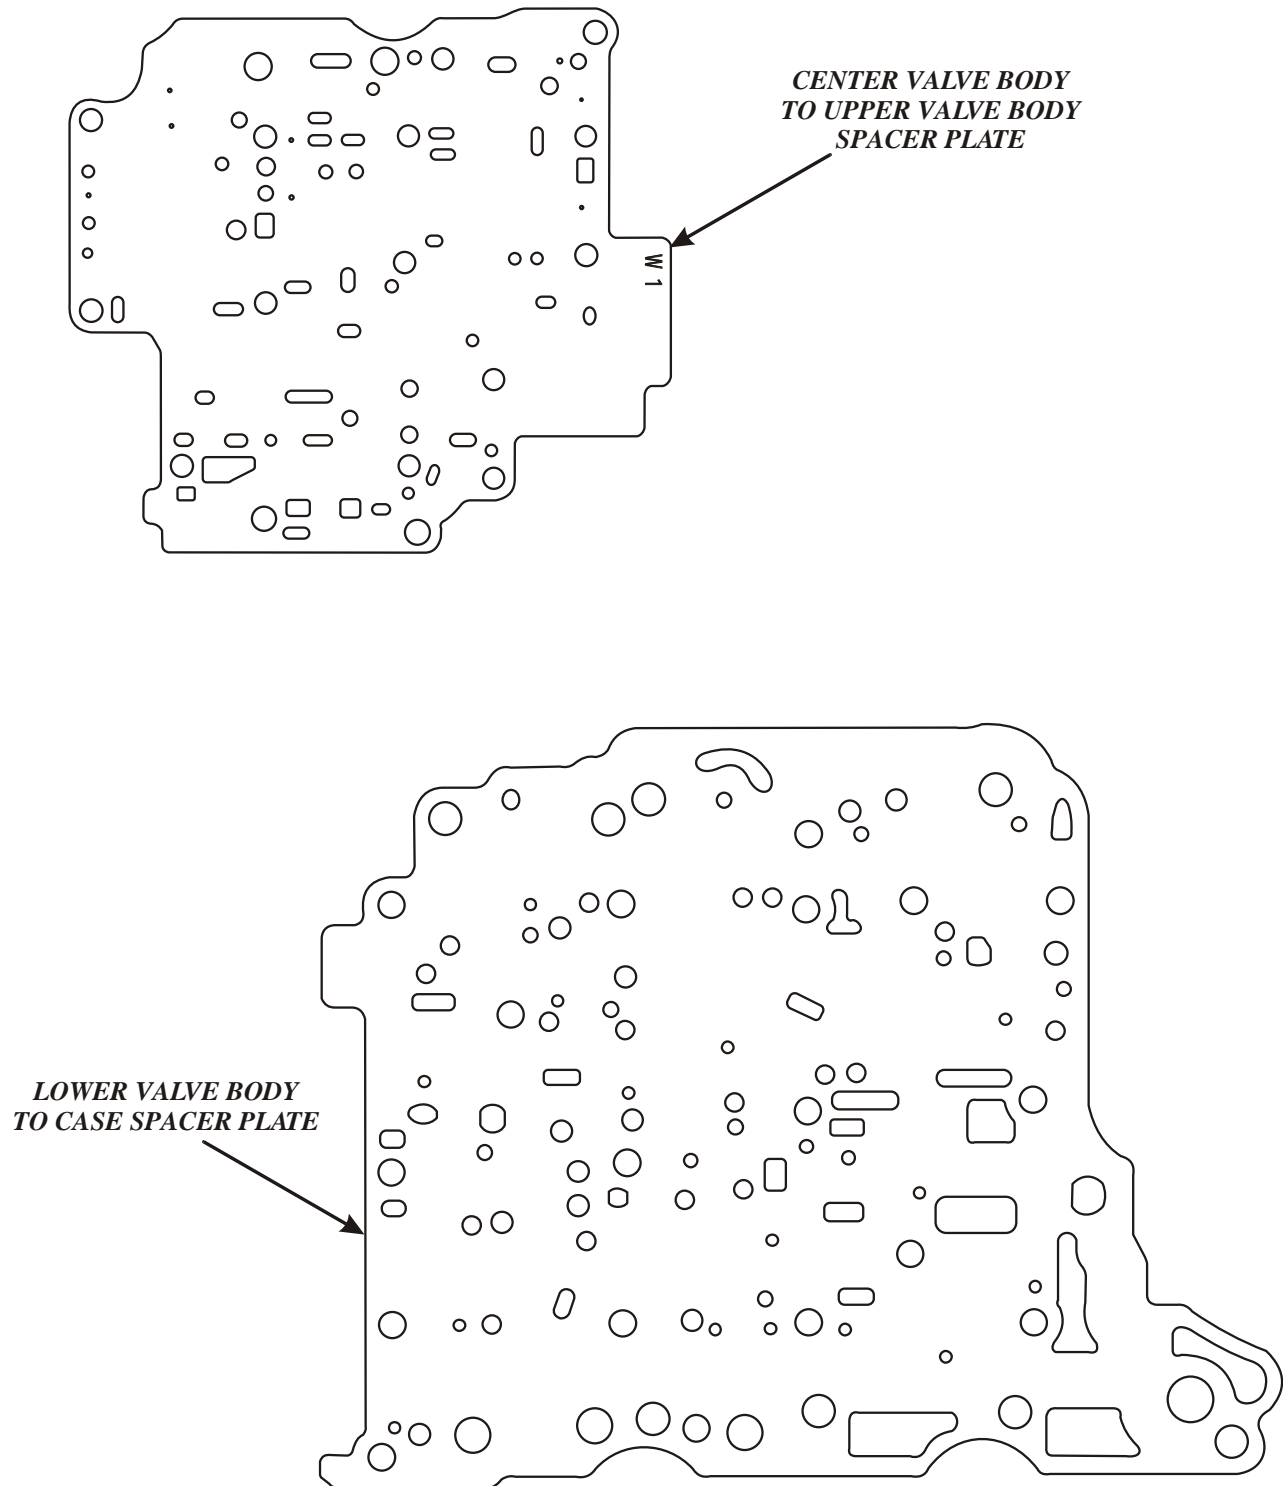 CENTER VALVE BODY
TO UPPER VALVE BODY
SPACER PLATE
W 1
LOWER VALVE BODY
TO CASE SPACER PLATE